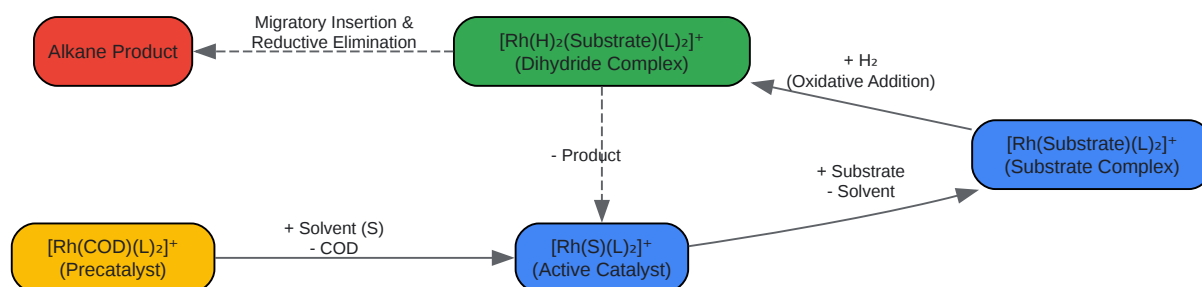 Alkane Product
Migratory Insertion &
Reductive Elimination
[Rh(H)₂(Substrate)(L)₂]⁺
(Dihydride Complex)
+ H₂
(Oxidative Addition)
[Rh(Substrate)(L)₂]⁺
(Substrate Complex)
- Product
+ Substrate
- Solvent
[Rh(COD)(L)₂]⁺
(Precatalyst)
+ Solvent (S)
- COD
[Rh(S)(L)₂]⁺
(Active Catalyst)